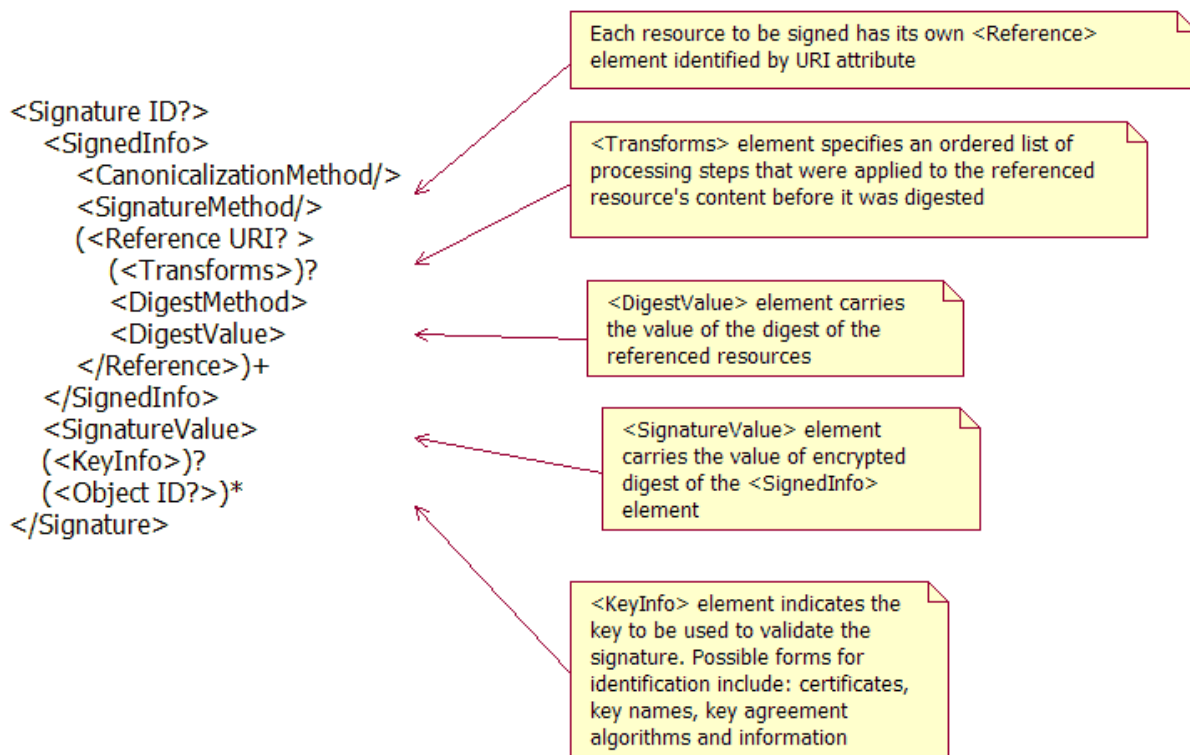 Each resource to be signed has its own <Reference>
element identified by URI attribute
<Signature ID?>
<SignedInfo>
<CanonicalizationMethod/>
<SignatureMethod/>
(<Reference URI? >
(<Transforms>)?
<DigestMethod>
<DigestValue>
</Reference>)+
</SignedInfo>
<SignatureValue>
(<KeyInfo>)?
(<Object ID?>)*
</Signature>
<Transforms> element specifies an ordered list of
processing steps that were applied to the referenced
resource's content before it was digested
<DigestValue> element carries
the value of the digest of the
referenced resources
<SignatureValue> element
carries the value of encrypted
digest of the <SignedInfo>
element
<KeyInfo> element indicates the
key to be used to validate the
signature. Possible forms for
identification include: certificates,
key names, key agreement
algorithms and information